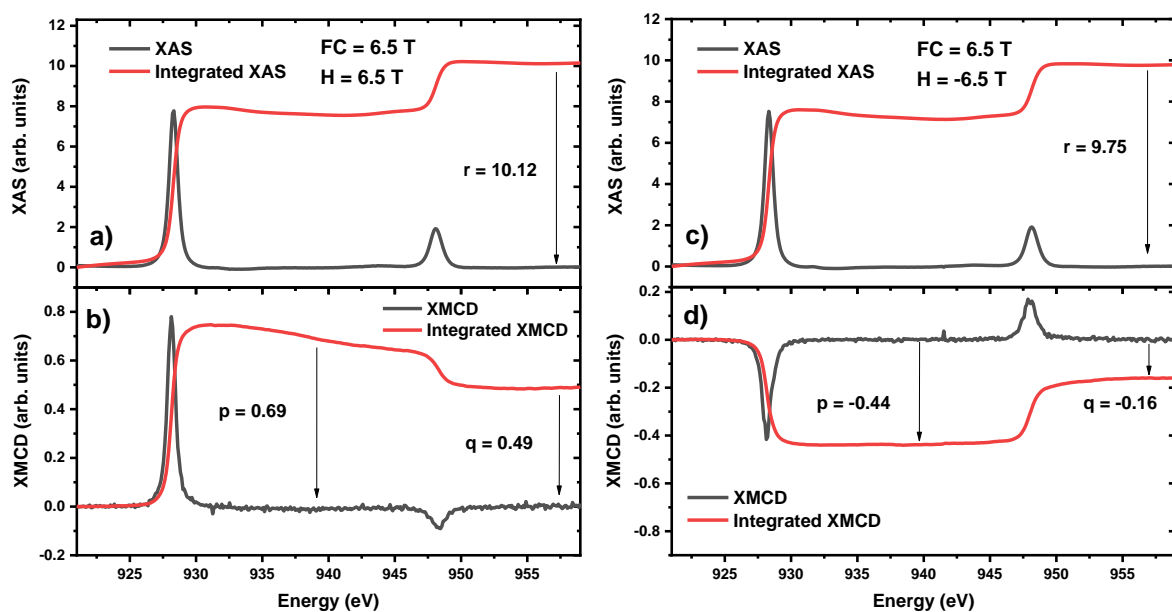 12
10
8
6
4
2
0
XAS (arb. units)
XAS
Integrated XAS
FC = 6.5 T
H = 6.5 T
r = 10.12
a)
0.8
0.6
0.4
0.2
0.0
-0.2
XMCD (arb. units)
b)
XMCD
Integrated XMCD
p = 0.69
q = 0.49
925 930 935 940 945 950 955
Energy (eV)
12
10
8
6
4
2
0
XAS (arb. units)
XAS
Integrated XAS
FC = 6.5 T
H = -6.5 T
r = 9.75
c)
0.2
0.0
-0.2
-0.4
-0.6
-0.8
XMCD (arb. units)
d)
p = -0.44
q = -0.16
XMCD
Integrated XMCD
925 930 935 940 945 950 955
Energy (eV)